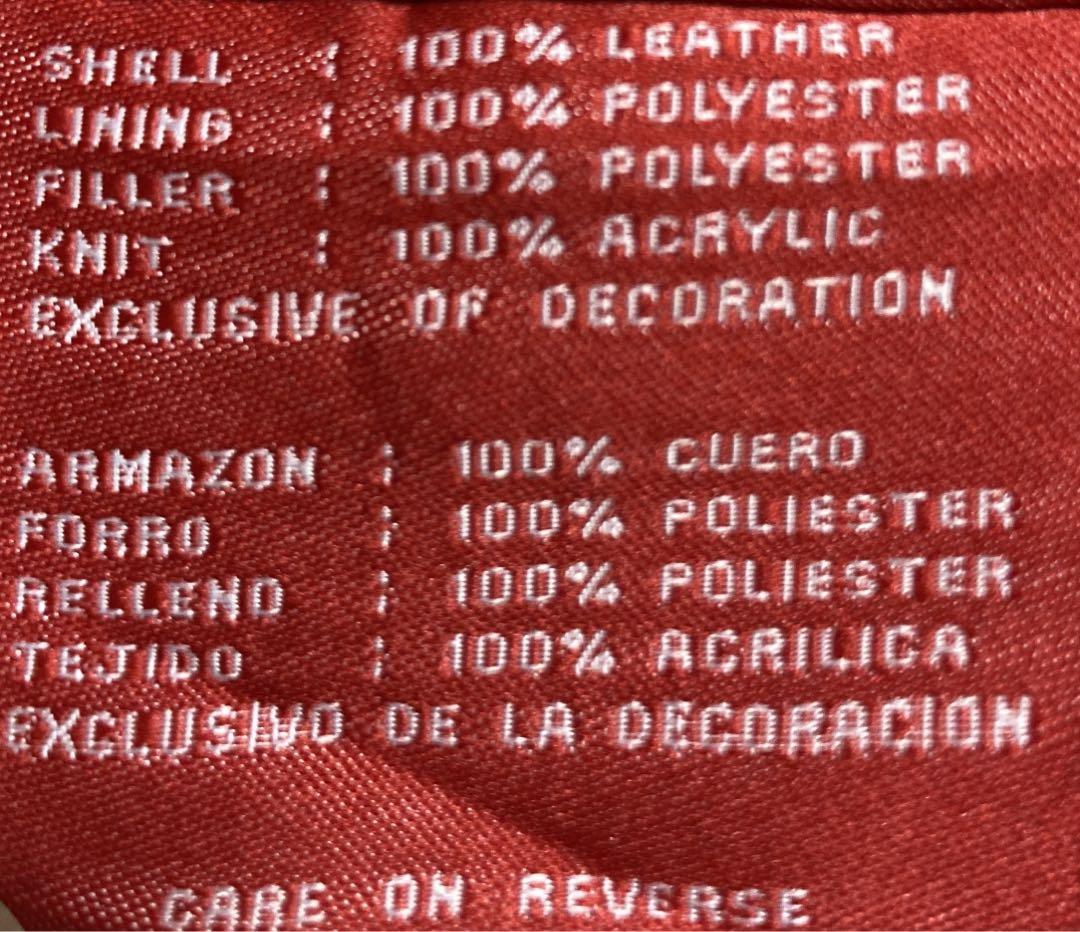 SHELL : 100% LEATHER
LINING : 100% POLYESTER
FILLER : 100% POLYESTER
KNIT : 100% ACRYLIC
EXCLUSIVE OF DECORATION
ARMAZON : 100% CUERO
FORRO : 100% POLIESTER
RELLENO : 100% POLIESTER
TEJIDO : 100% ACRILICA
EXCLUSIVO DE LA DECORACION
CARE ON REVERSE